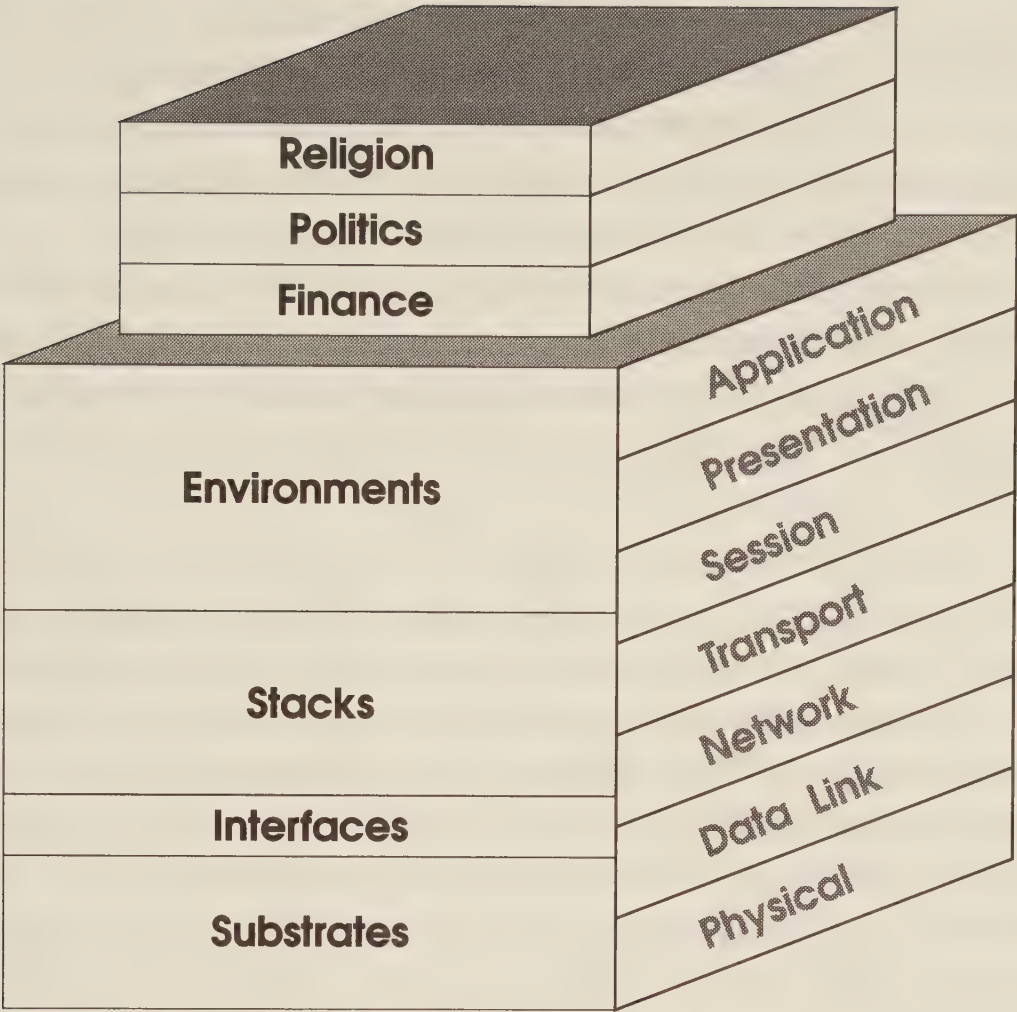 Religion
Politics
Finance
Environments
Stacks
Interfaces
Substrates
Application
Presentation
Session
Transport
Network
Data Link
Physical